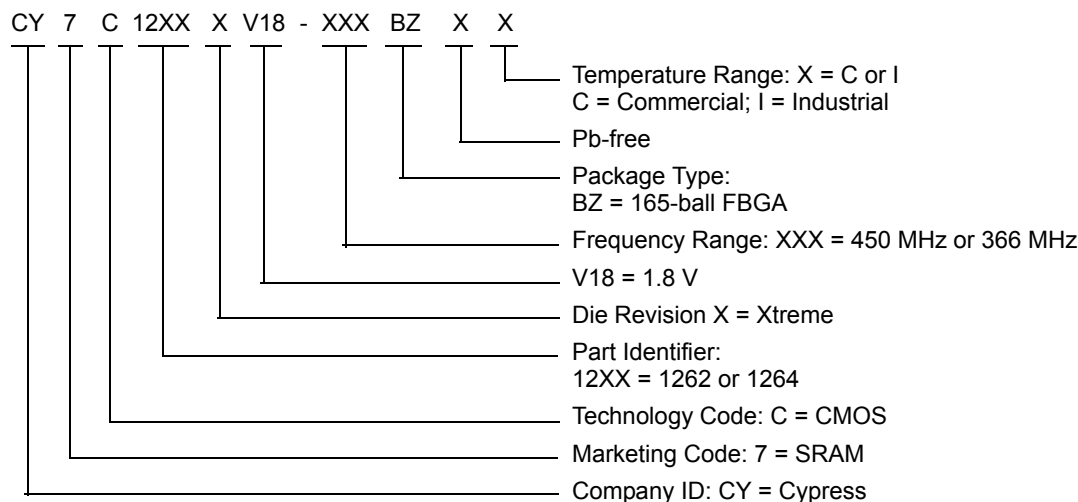 CY 7 C 12XX X V18 - XXX BZ X X
Temperature Range: X = C or I
C = Commercial; I = Industrial
Pb-free
Package Type:
BZ = 165-ball FBGA
Frequency Range: XXX = 450 MHz or 366 MHz
V18 = 1.8 V
Die Revision X = Xtreme
Part Identifier:
12XX = 1262 or 1264
Technology Code: C = CMOS
Marketing Code: 7 = SRAM
Company ID: CY = Cypress